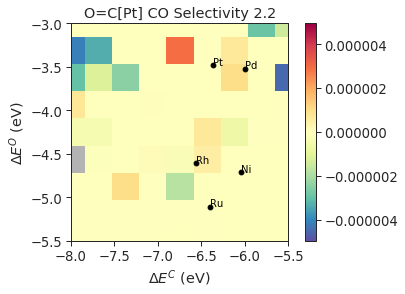 O=C[Pt] CO Selectivity 2.2
−3.0
−3.5
−4.0
−4.5
−5.0
−5.5
ΔE^O (eV)
Pt
Pd
Rh
Ni
Ru
−8.0 −7.5 −7.0 −6.5 −6.0 −5.5
ΔE^C (eV)
0.000004
0.000002
0.000000
−0.000002
−0.000004